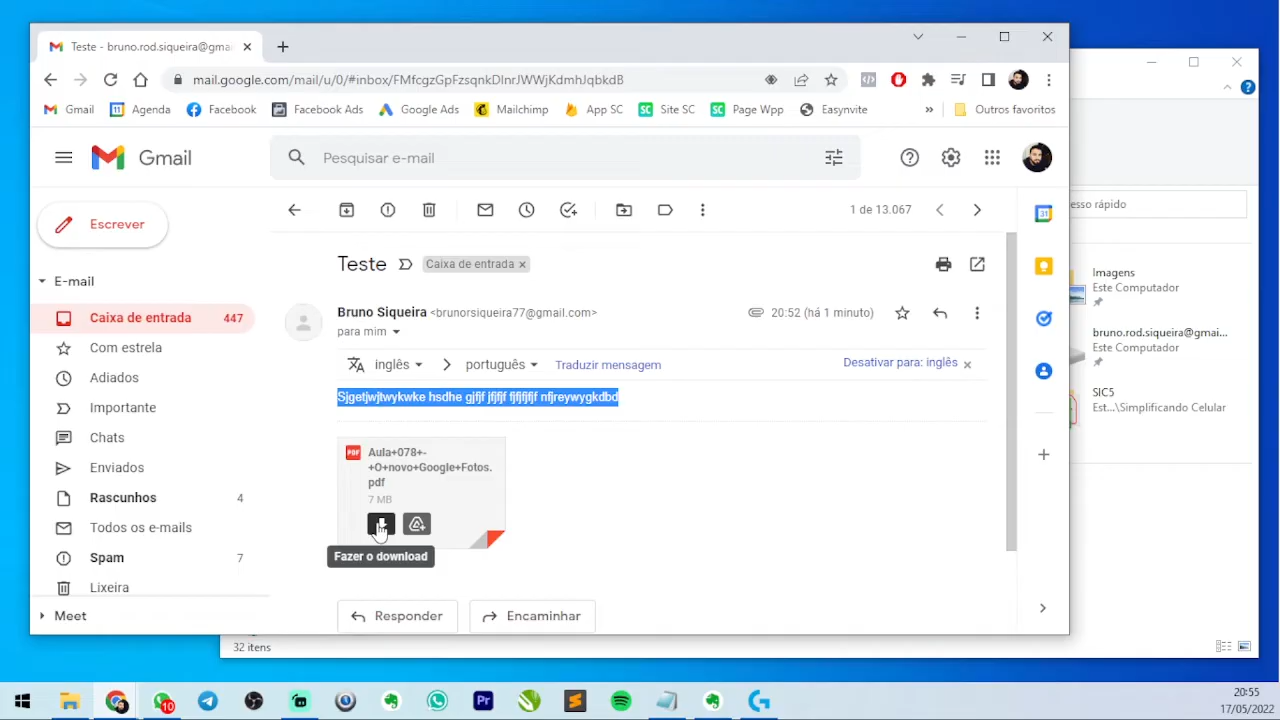 Teste - bruno.rod.siqueira@gmai
mail.google.com/mail/u/0/#inbox/FMfcgzGpFzsqnkDlnrJWWjKdmhJqbkdB
Gmail Agenda Facebook Facebook Ads Google Ads Mailchimp App SC Site SC Page Wpp Easynvite » Outros favoritos
Gmail
Pesquisar e-mail
Escrever
1 de 13.067
E-mail
Caixa de entrada 447
Com estrela
Adiados
Importante
Chats
Enviados
Rascunhos 4
Todos os e-mails
Spam 7
Lixeira
Meet
Teste Caixa de entrada ×
Bruno Siqueira <brunorsiqueira77@gmail.com>
20:52 (há 1 minuto)
para mim
inglês > português Traduzir mensagem
Desativar para: inglês ×
Sjgetjwjtwykwke hsdhe gjfjf jfjfjf fjfjfjfjf nfjreywygkdbd
PDF
Aula+078+-
+O+novo+Google+Fotos.
pdf
7 MB
Fazer o download
Responder
Encaminhar
esso rápido
Imagens
Este Computador
bruno.rod.siqueira@gmai...
Este Computador
SIC5
Est...\Simplificando Celular
32 itens
10
Pr
20:55
17/05/2022